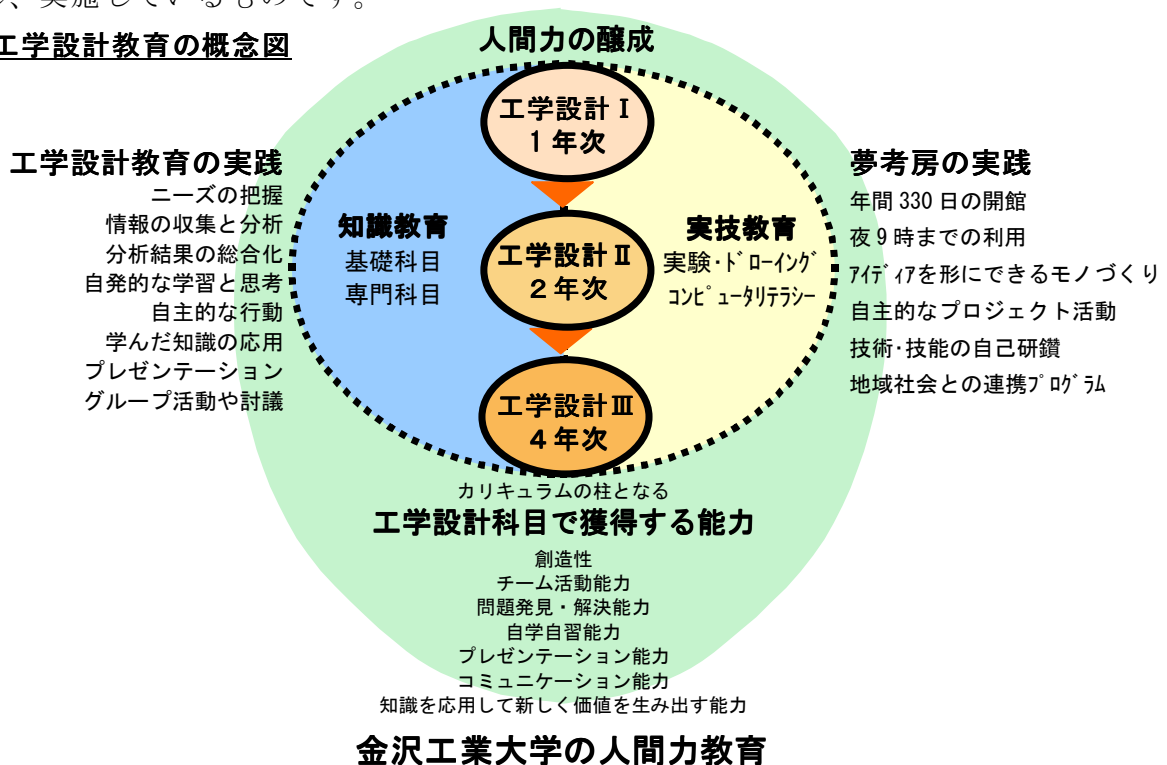 、実施しているものです。
工学設計教育の概念図
人間力の醸成
工学設計Ⅰ
1年次
工学設計教育の実践
ニーズの把握
情報の収集と分析
分析結果の総合化
自発的な学習と思考
自主的な行動
学んだ知識の応用
プレゼンテーション
グループ活動や討議
知識教育
基礎科目
専門科目
工学設計Ⅱ
2年次
実技教育
実験・ﾄﾞﾛｰｲﾝｸﾞ
ｺﾝﾋﾟｭｰﾀﾘﾃﾗｼｰ
夢考房の実践
年間330日の開館
夜9時までの利用
ｱｲﾃﾞｨｱを形にできるモノづくり
自主的なプロジェクト活動
技術・技能の自己研鑽
地域社会との連携ﾌﾟﾛｸﾞﾗﾑ
工学設計Ⅲ
4年次
カリキュラムの柱となる
工学設計科目で獲得する能力
創造性
チーム活動能力
問題発見・解決能力
自学自習能力
プレゼンテーション能力
コミュニケーション能力
知識を応用して新しく価値を生み出す能力
金沢工業大学の人間力教育